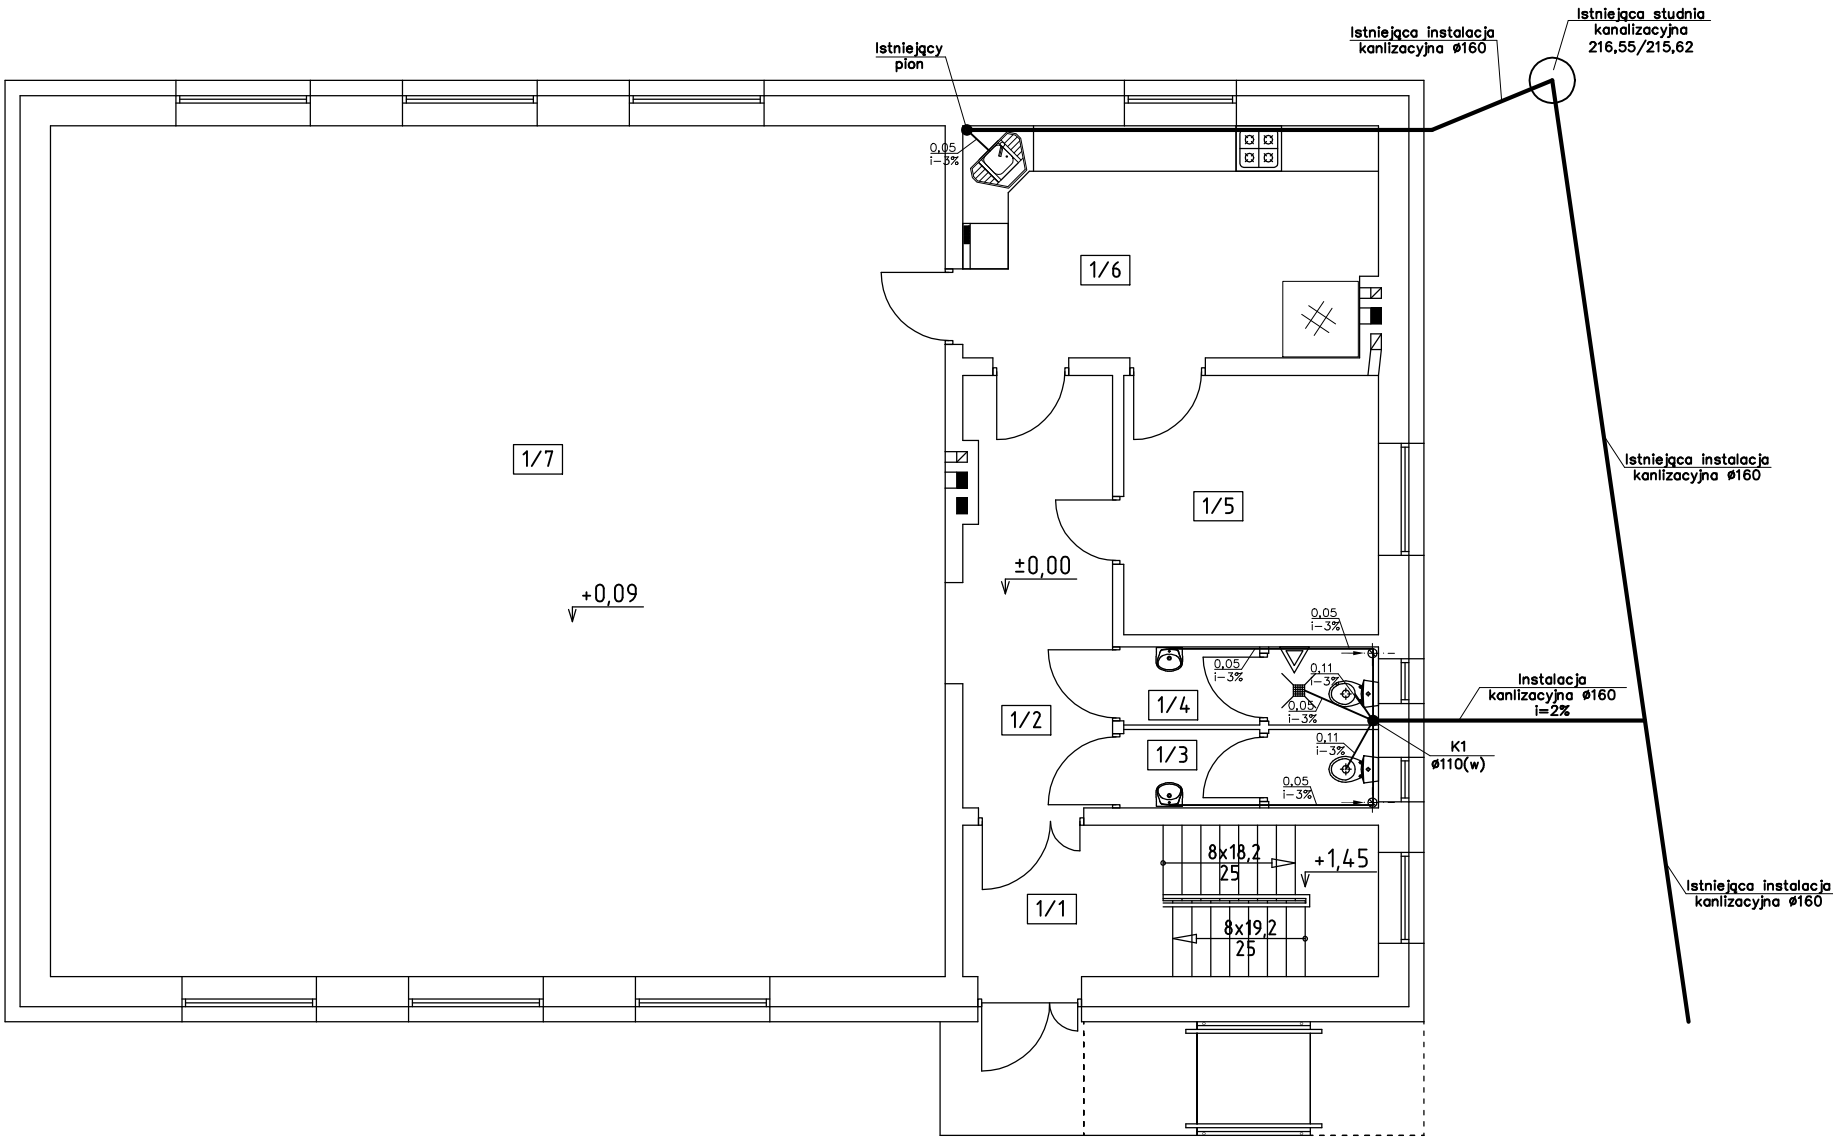 Istniejąca studnia
kanalizacyjna
216,55/215,62
Istniejąca instalacja
kanlizacyjna ø160
Istniejący
pion
0,05
i-3%
1/6
1/7
Istniejąca instalacja
kanlizacyjna ø160
1/5
±0,00
+0,09
0,05
i-3%
0,05
i-3%
0,11
i-3%
Instalacja
kanlizacyjna ø160
i=2%
1/4
0,05
i-3%
1/2
0,11
i-3%
1/3
K1
ø110(w)
0,05
i-3%
8x18,2
25
+1,45
Istniejąca instalacja
kanlizacyjna ø160
1/1
8x19,2
25